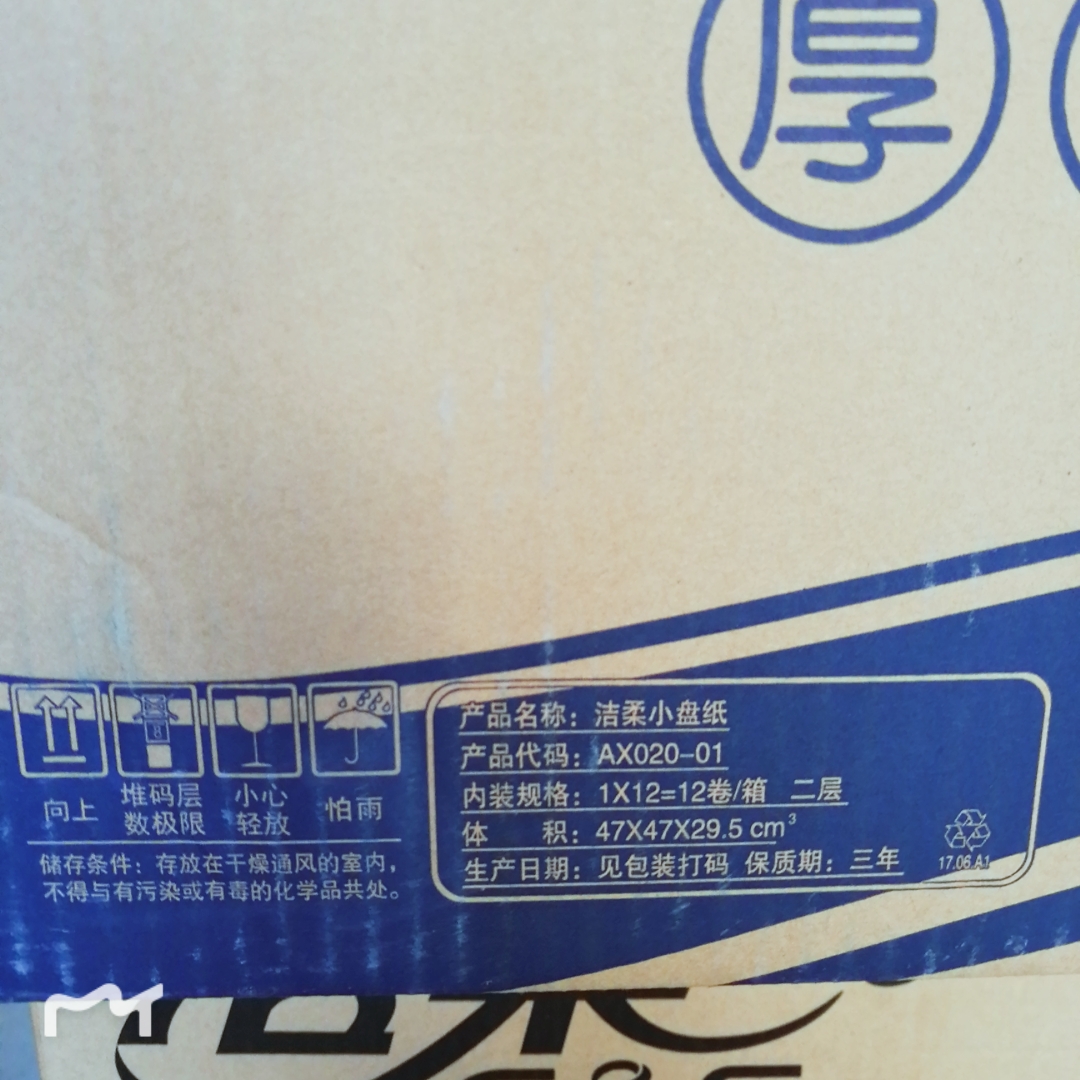 厚
产品名称：洁柔小盘纸
产品代码：AX020-01
内装规格：1X12=12卷/箱 二层
体 积：47X47X29.5 cm³
生产日期：见包装打码 保质期：三年
17.06.A1
8
向上
堆码层
数极限
小心
轻放
怕雨
储存条件：存放在干燥通风的室内，
不得与有污染或有毒的化学品共处。